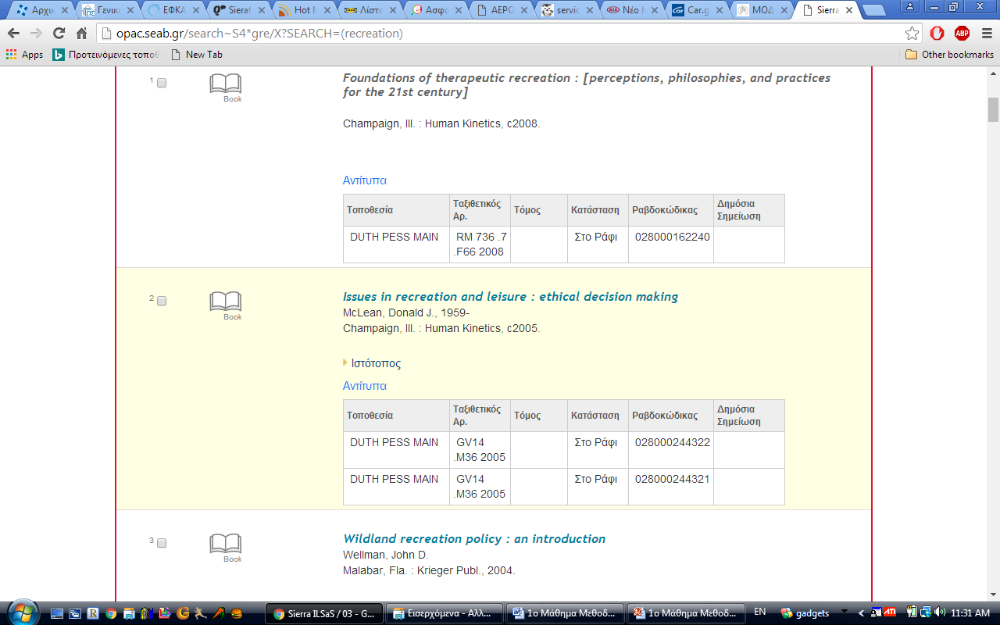 Αρχι
Γενικ
ΕΦΚΑ
Sieraf
Hot N
Λίστα
Ασφά
ΑΕΡΟ
servic
Νέο
Car.g
ΜΟΔ
Sierra
opac.seab.gr/search~S4*gre/X?SEARCH=(recreation)
ABP
Apps
Προτεινόμενες τοποθ
New Tab
Other bookmarks
1
Book
Foundations of therapeutic recreation : [perceptions, philosophies, and practices
for the 21st century]
Champaign, Ill. : Human Kinetics, c2008.
Αντίτυπα
Τοποθεσία Ταξιθετικός Αρ. Τόμος Κατάσταση Ραβδοκώδικας Δημόσια Σημείωση
DUTH PESS MAIN RM 736 .7 Στο Ράφι 028000162240
.F66 2008
2
Book
Issues in recreation and leisure : ethical decision making
McLean, Donald J., 1959-
Champaign, Ill. : Human Kinetics, c2005.
Ιστότοπος
Αντίτυπα
Τοποθεσία Ταξιθετικός Αρ. Τόμος Κατάσταση Ραβδοκώδικας Δημόσια Σημείωση
DUTH PESS MAIN GV14 Στο Ράφι 028000244322
.M36 2005
DUTH PESS MAIN GV14 Στο Ράφι 028000244321
.M36 2005
3
Book
Wildland recreation policy : an introduction
Wellman, John D.
Malabar, Fla. : Krieger Publ., 2004.
Sierra ILSaS / 03 - G...
Εισερχόμενα - Αλλ...
1ο Μάθημα Μεθοδ...
1ο Μάθημα Μεθοδ...
EN
gadgets
ATI
11:31 AM